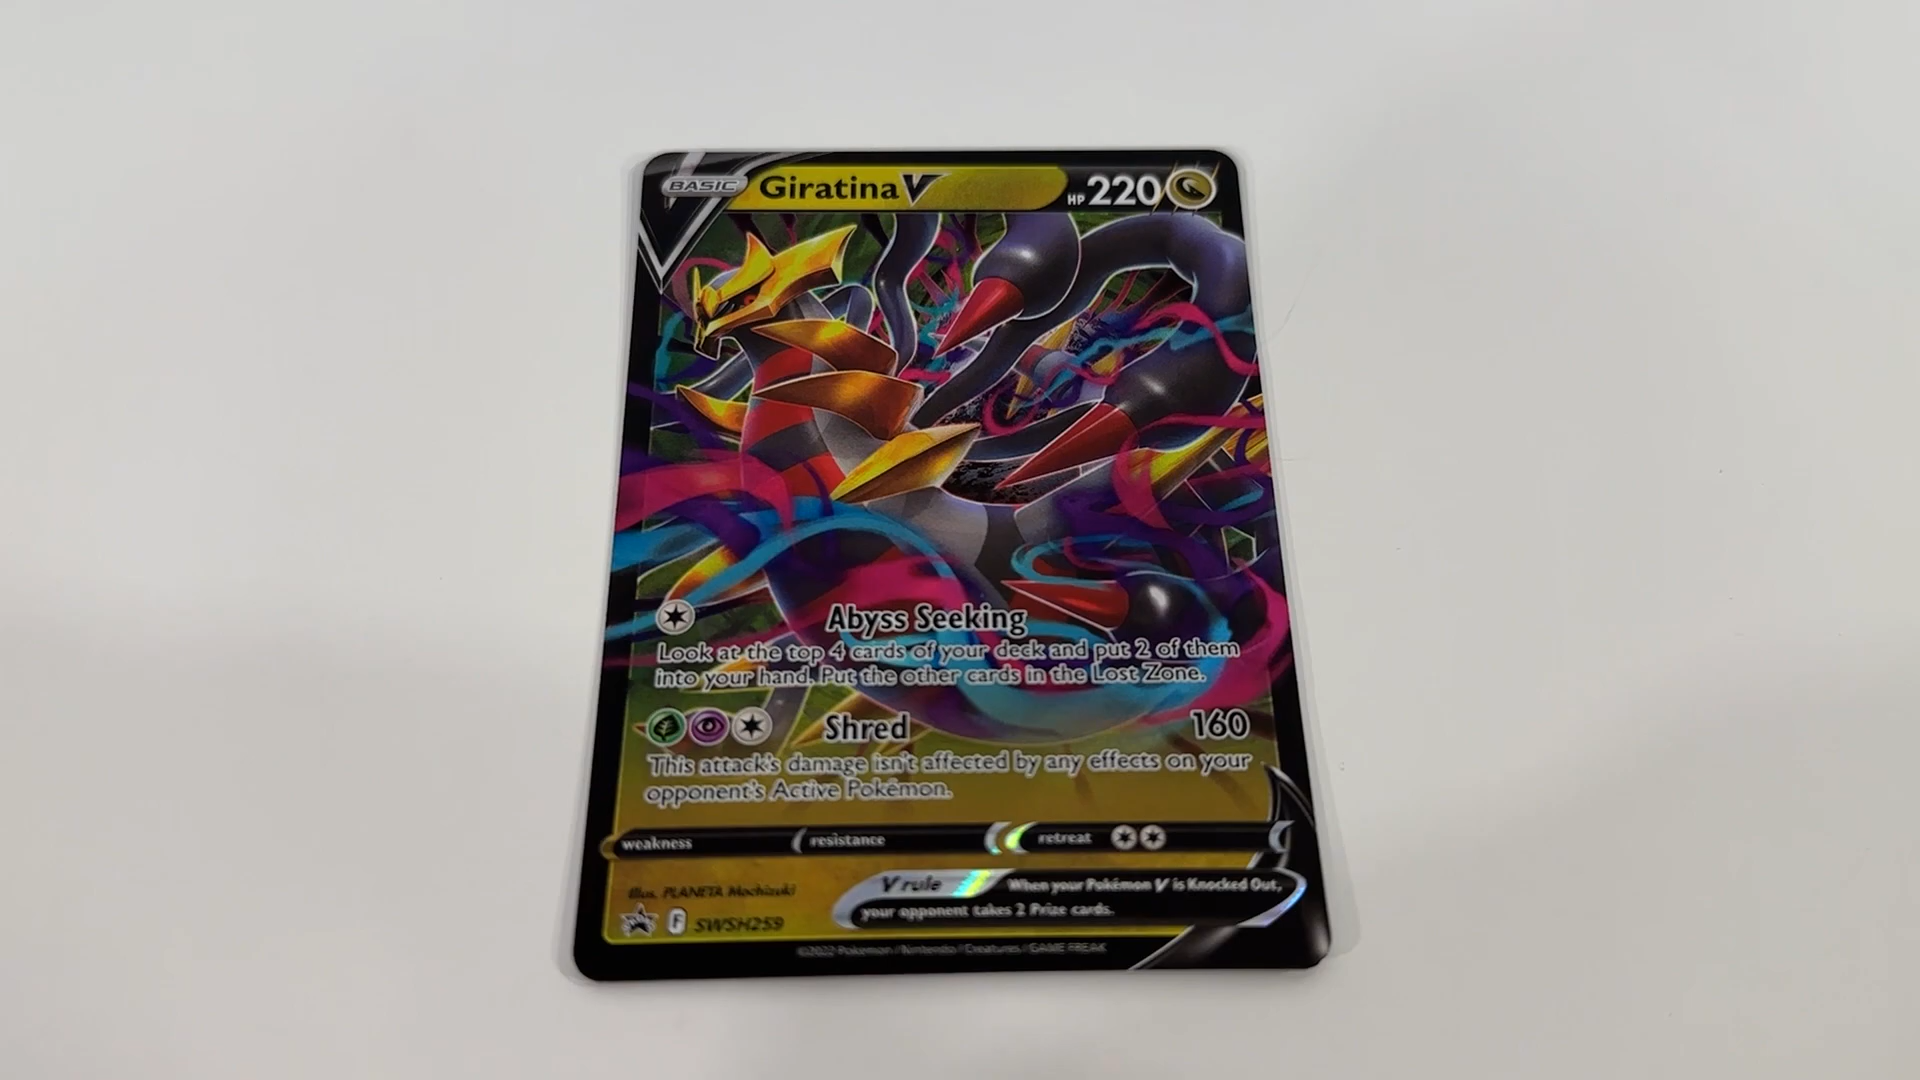 BASIC Giratina V HP 220
Abyss Seeking
Look at the top 4 cards of your deck and put 2 of them
into your hand. Put the other cards in the Lost Zone.
Shred 160
This attack's damage isn't affected by any effects on your
opponent's Active Pokémon.
weakness resistance retreat
Illus. PLANETA Mochizuki
V rule When your Pokémon V is Knocked Out,
your opponent takes 2 Prize cards.
F SWSH259
©2022 Pokémon / Nintendo / Creatures / GAME FREAK